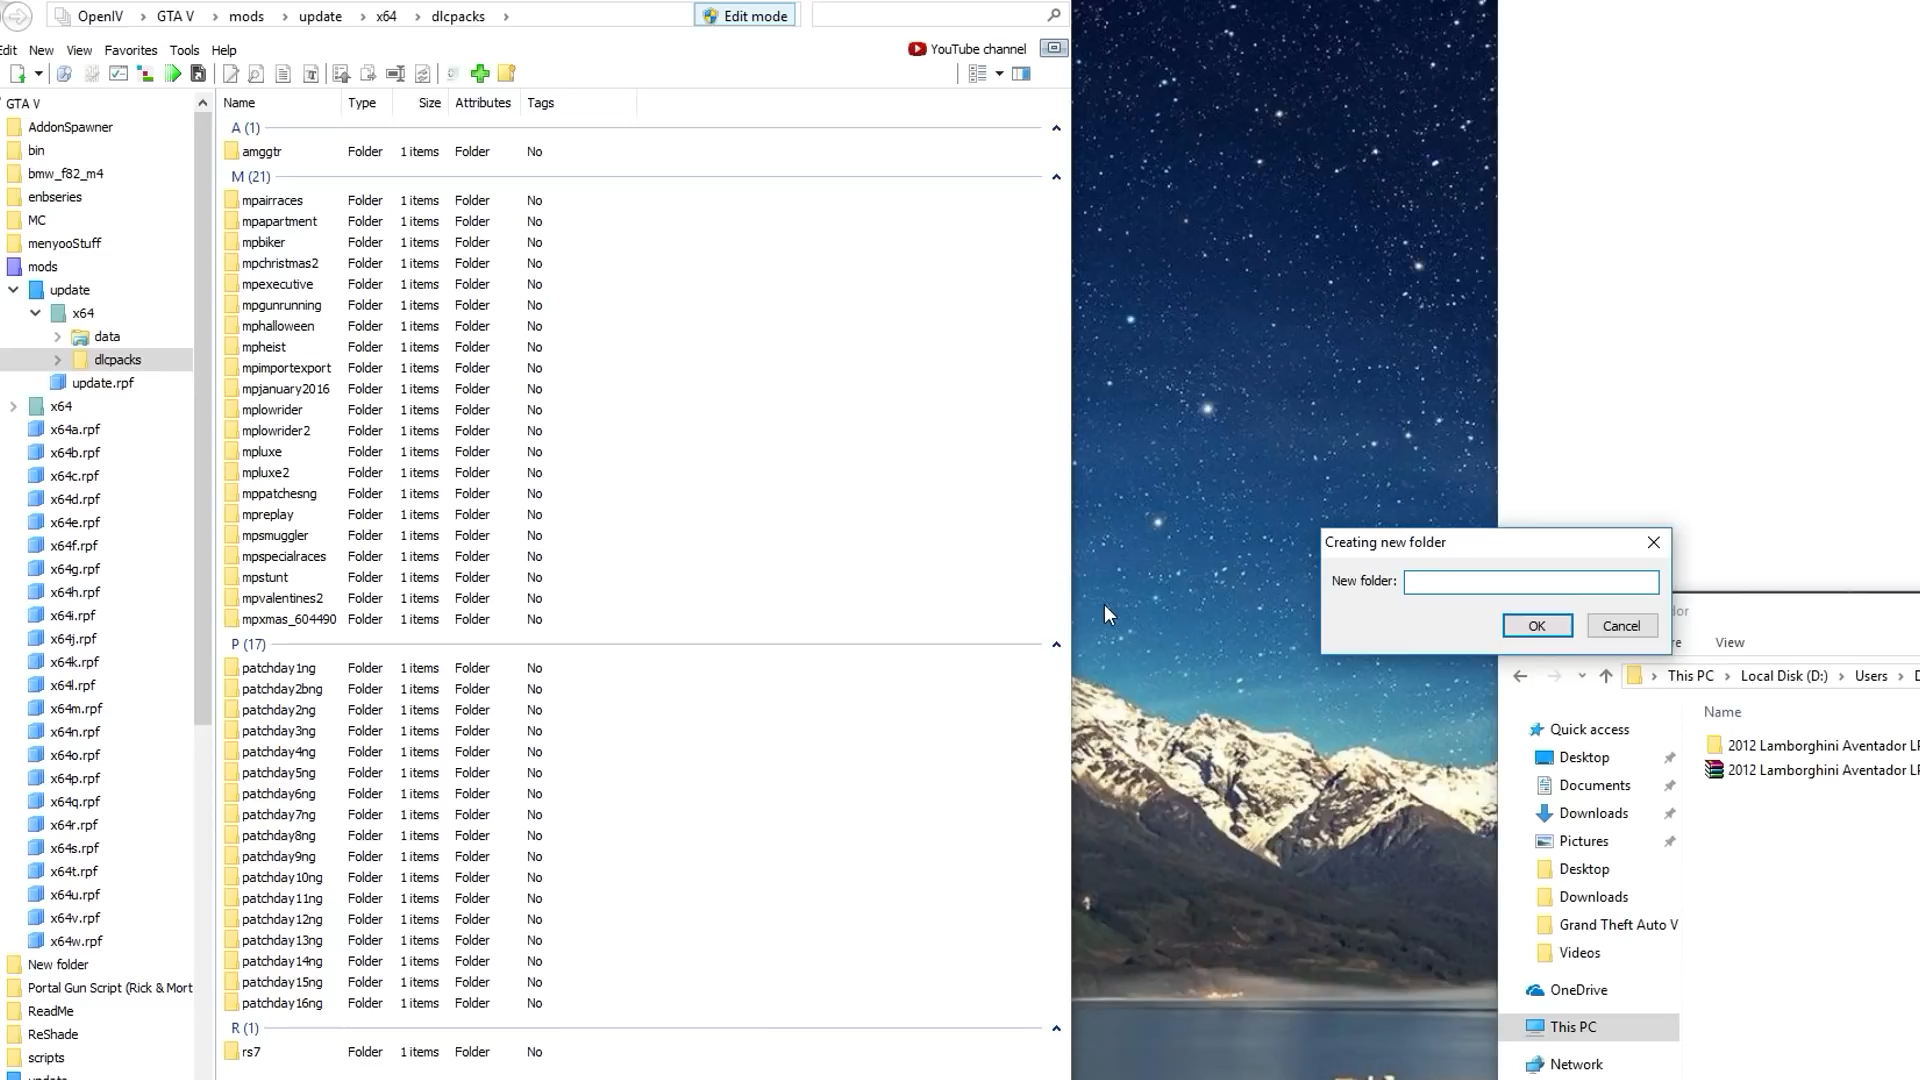 OpenIV > GTA V > mods > update > x64 > dlcpacks >
Edit mode
New View Favorites Tools Help
YouTube channel
GTA V
AddonSpawner
bin
bmw_f82_m4
enbseries
MC
menyooStuff
mods
update
x64
data
dlcpacks
update.rpf
x64
x64a.rpf
x64b.rpf
x64c.rpf
x64d.rpf
x64e.rpf
x64f.rpf
x64g.rpf
x64h.rpf
x64i.rpf
x64j.rpf
x64k.rpf
x64l.rpf
x64m.rpf
x64n.rpf
x64o.rpf
x64p.rpf
x64q.rpf
x64r.rpf
x64s.rpf
x64t.rpf
x64u.rpf
x64v.rpf
x64w.rpf
New folder
Portal Gun Script (Rick & Mort
ReadMe
ReShade
scripts
Name Type Size Attributes Tags
A (1)
amggtr Folder 1 items Folder No
M (21)
mpairraces Folder 1 items Folder No
mpapartment Folder 1 items Folder No
mpbiker Folder 1 items Folder No
mpchristmas2 Folder 1 items Folder No
mpexecutive Folder 1 items Folder No
mpgunrunning Folder 1 items Folder No
mphalloween Folder 1 items Folder No
mpheist Folder 1 items Folder No
mpimportexport Folder 1 items Folder No
mpjanuary2016 Folder 1 items Folder No
mplowrider Folder 1 items Folder No
mplowrider2 Folder 1 items Folder No
mpluxe Folder 1 items Folder No
mpluxe2 Folder 1 items Folder No
mppatchesng Folder 1 items Folder No
mpreplay Folder 1 items Folder No
mpsmuggler Folder 1 items Folder No
mpspecialraces Folder 1 items Folder No
mpstunt Folder 1 items Folder No
mpvalentines2 Folder 1 items Folder No
mpxmas_604490 Folder 1 items Folder No
P (17)
patchday1ng Folder 1 items Folder No
patchday2bng Folder 1 items Folder No
patchday2ng Folder 1 items Folder No
patchday3ng Folder 1 items Folder No
patchday4ng Folder 1 items Folder No
patchday5ng Folder 1 items Folder No
patchday6ng Folder 1 items Folder No
patchday7ng Folder 1 items Folder No
patchday8ng Folder 1 items Folder No
patchday9ng Folder 1 items Folder No
patchday10ng Folder 1 items Folder No
patchday11ng Folder 1 items Folder No
patchday12ng Folder 1 items Folder No
patchday13ng Folder 1 items Folder No
patchday14ng Folder 1 items Folder No
patchday15ng Folder 1 items Folder No
patchday16ng Folder 1 items Folder No
R (1)
rs7 Folder 1 items Folder No
Creating new folder
New folder:
OK Cancel
View
This PC > Local Disk (D:) > Users >
Name
2012 Lamborghini Aventador
2012 Lamborghini Aventador
Quick access
Desktop
Documents
Downloads
Pictures
Desktop
Downloads
Grand Theft Auto V
Videos
OneDrive
This PC
Network